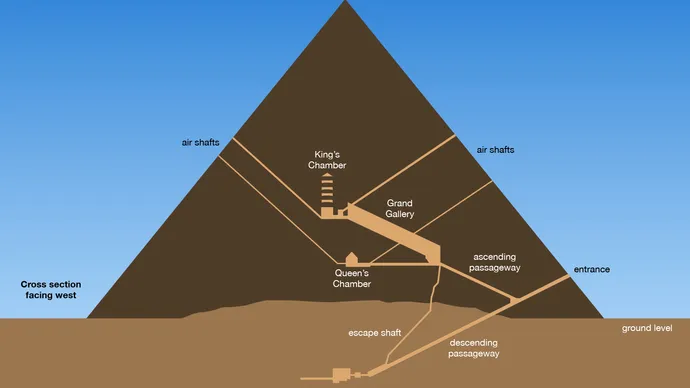 air shafts
air shafts
King's
Chamber
Grand
Gallery
ascending
passageway
entrance
Queen's
Chamber
Cross section
facing west
ground level
escape shaft
descending
passageway